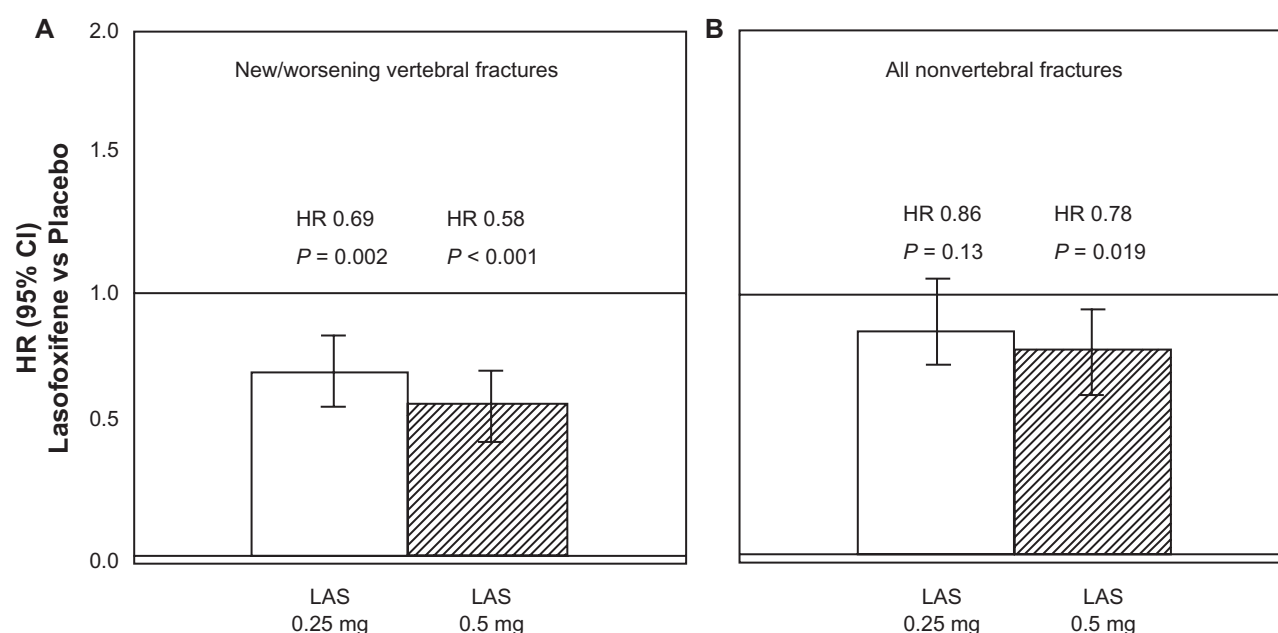 A
B
HR (95% CI)
Lasofoxifene vs Placebo
2.0
1.5
1.0
0.5
0.0
New/worsening vertebral fractures
HR 0.69
P = 0.002
HR 0.58
P < 0.001
LAS
0.25 mg
LAS
0.5 mg
All nonvertebral fractures
HR 0.86
P = 0.13
HR 0.78
P = 0.019
LAS
0.25 mg
LAS
0.5 mg